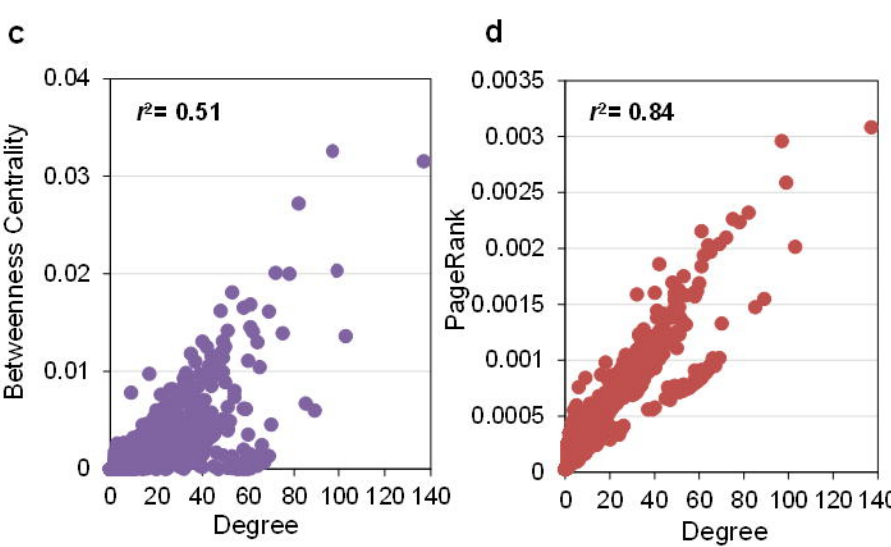 c
0.04
r²= 0.51
0.03
0.02
0.01
0
Betweenness Centrality
0 20 40 60 80 100 120 140
Degree
d
0.0035
r²= 0.84
0.003
0.0025
0.002
0.0015
0.001
0.0005
0
PageRank
0 20 40 60 80 100 120 140
Degree